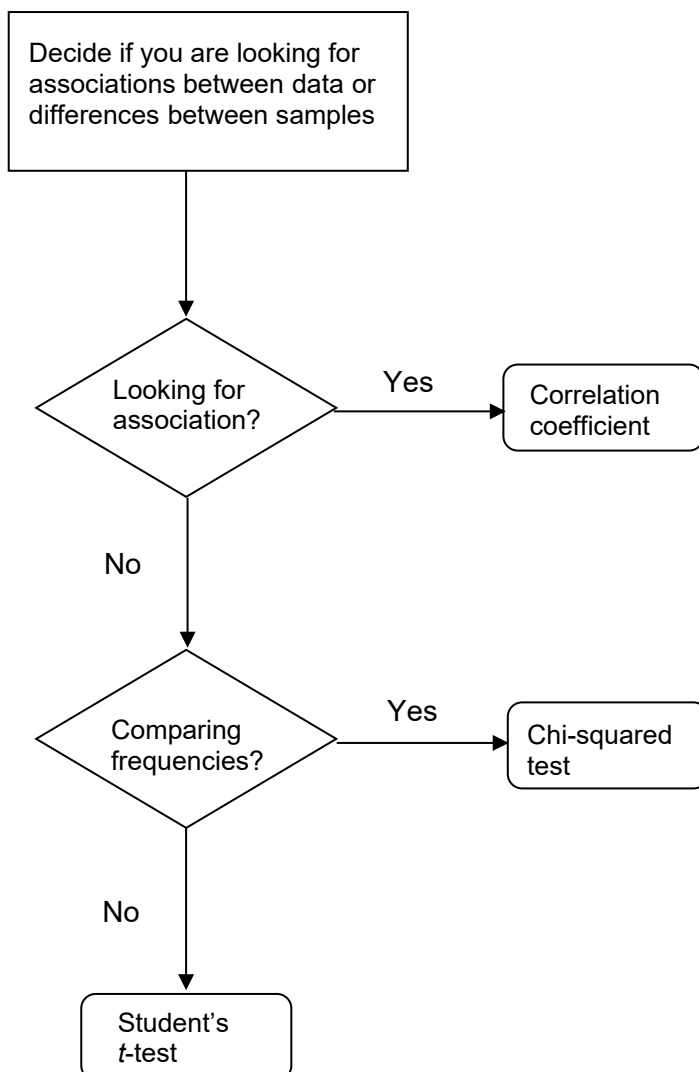 Decide if you are looking for
associations between data or
differences between samples
Looking for
association?
Yes
Correlation
coefficient
No
Comparing
frequencies?
Yes
Chi-squared
test
No
Student’s
t-test